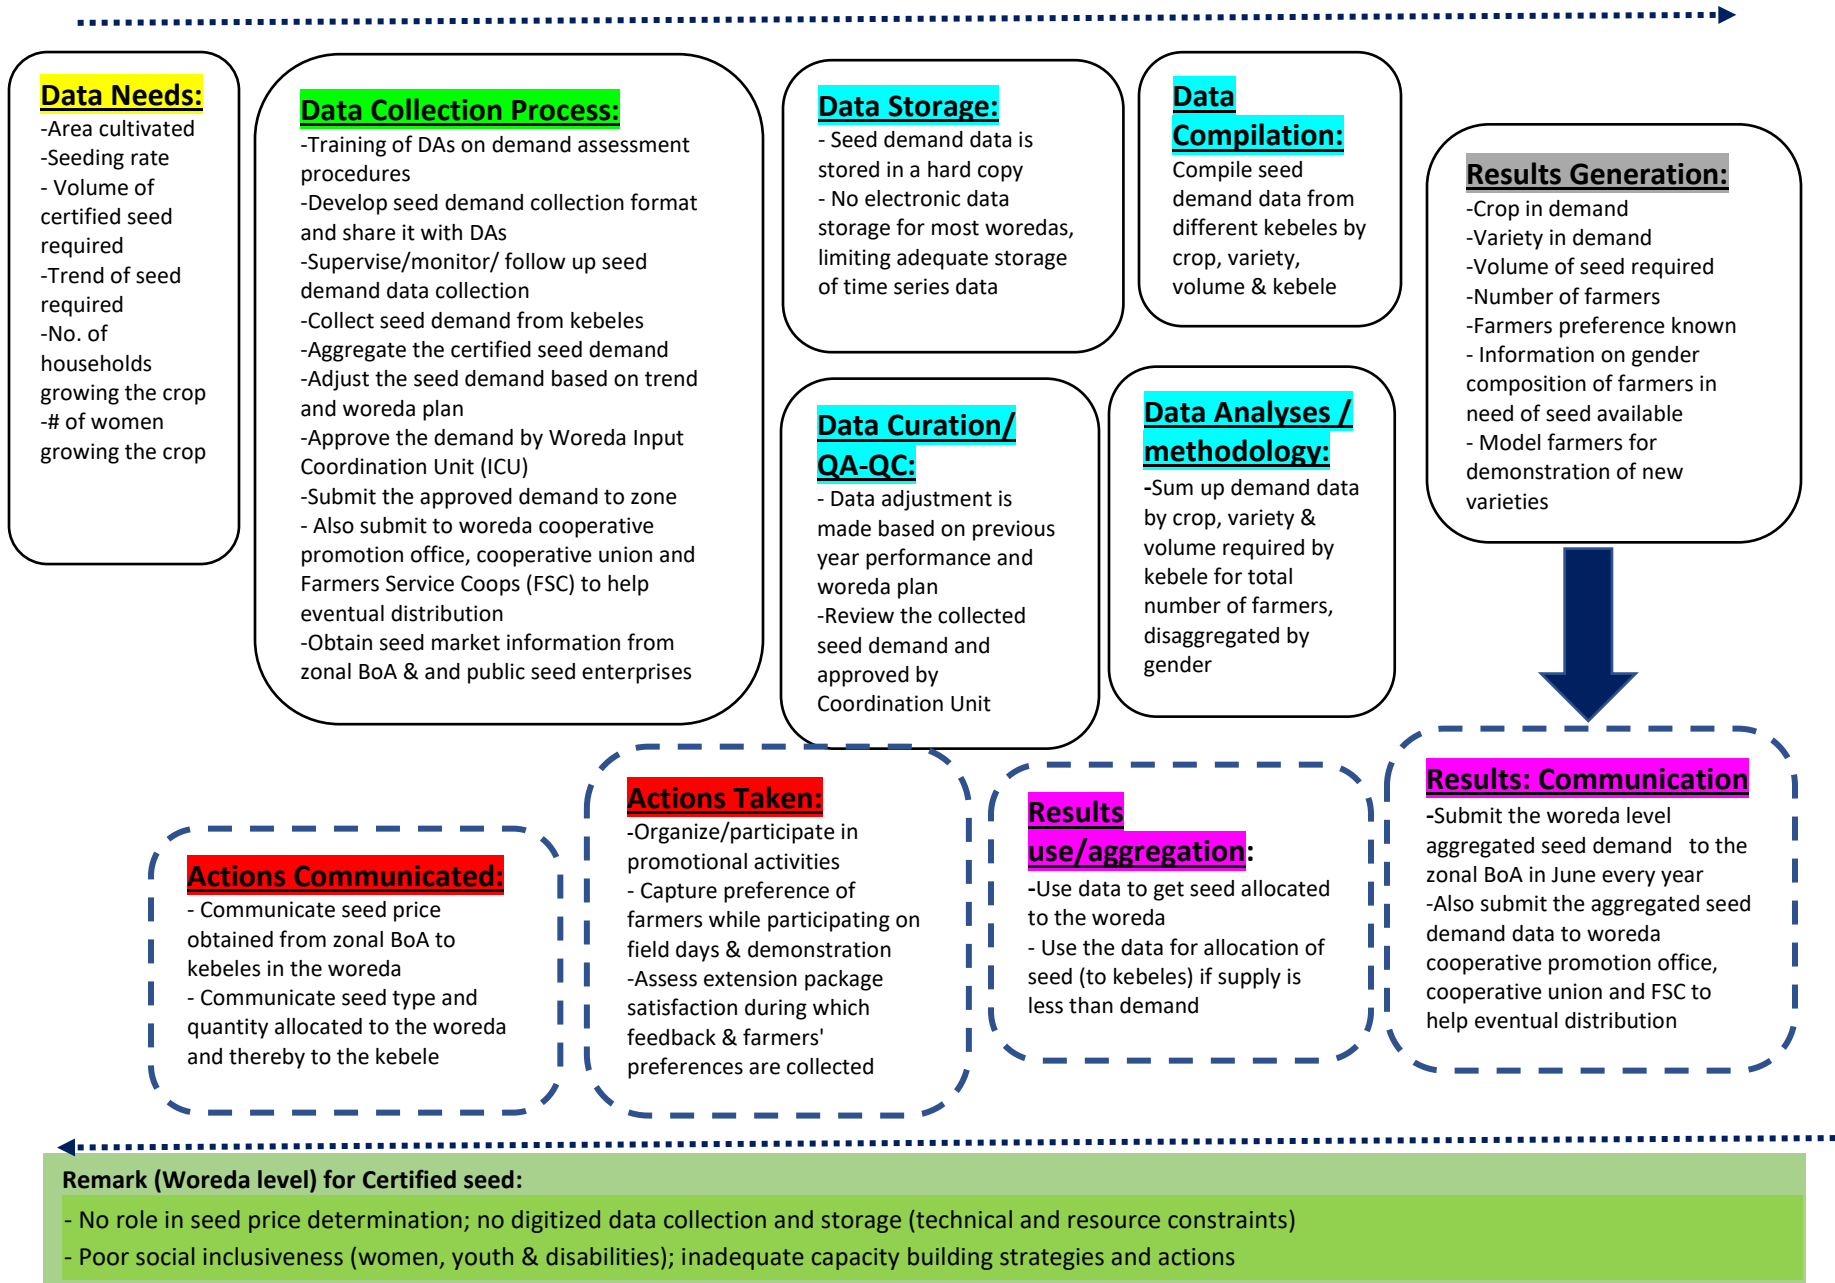 Data Needs:
-Area cultivated
-Seeding rate
- Volume of
certified seed
required
-Trend of seed
required
-No. of
households
growing the crop
-# of women
growing the crop
Data Collection Process:
-Training of DAs on demand assessment
procedures
-Develop seed demand collection format
and share it with DAs
-Supervise/monitor/ follow up seed
demand data collection
-Collect seed demand from kebeles
-Aggregate the certified seed demand
-Adjust the seed demand based on trend
and woreda plan
-Approve the demand by Woreda Input
Coordination Unit (ICU)
-Submit the approved demand to zone
- Also submit to woreda cooperative
promotion office, cooperative union and
Farmers Service Coops (FSC) to help
eventual distribution
-Obtain seed market information from
zonal BoA & and public seed enterprises
Data Storage:
- Seed demand data is
stored in a hard copy
- No electronic data
storage for most woredas,
limiting adequate storage
of time series data
Data
Compilation:
Compile seed
demand data from
different kebeles by
crop, variety,
volume & kebele
Data Curation/
QA-QC:
- Data adjustment is
made based on previous
year performance and
woreda plan
-Review the collected
seed demand and
approved by
Coordination Unit
Data Analyses /
methodology:
-Sum up demand data
by crop, variety &
volume required by
kebele for total
number of farmers,
disaggregated by
gender
Results Generation:
-Crop in demand
-Variety in demand
-Volume of seed required
-Number of farmers
-Farmers preference known
- Information on gender
composition of farmers in
need of seed available
- Model farmers for
demonstration of new
varieties
Results: Communication
-Submit the woreda level
aggregated seed demand to the
zonal BoA in June every year
-Also submit the aggregated seed
demand data to woreda
cooperative promotion office,
cooperative union and FSC to
help eventual distribution
Results
use/aggregation:
-Use data to get seed allocated
to the woreda
- Use the data for allocation of
seed (to kebeles) if supply is
less than demand
Actions Taken:
-Organize/participate in
promotional activities
- Capture preference of
farmers while participating on
field days & demonstration
-Assess extension package
satisfaction during which
feedback & farmers'
preferences are collected
Actions Communicated:
- Communicate seed price
obtained from zonal BoA to
kebeles in the woreda
- Communicate seed type and
quantity allocated to the woreda
and thereby to the kebele
Remark (Woreda level) for Certified seed:
- No role in seed price determination; no digitized data collection and storage (technical and resource constraints)
- Poor social inclusiveness (women, youth & disabilities); inadequate capacity building strategies and actions